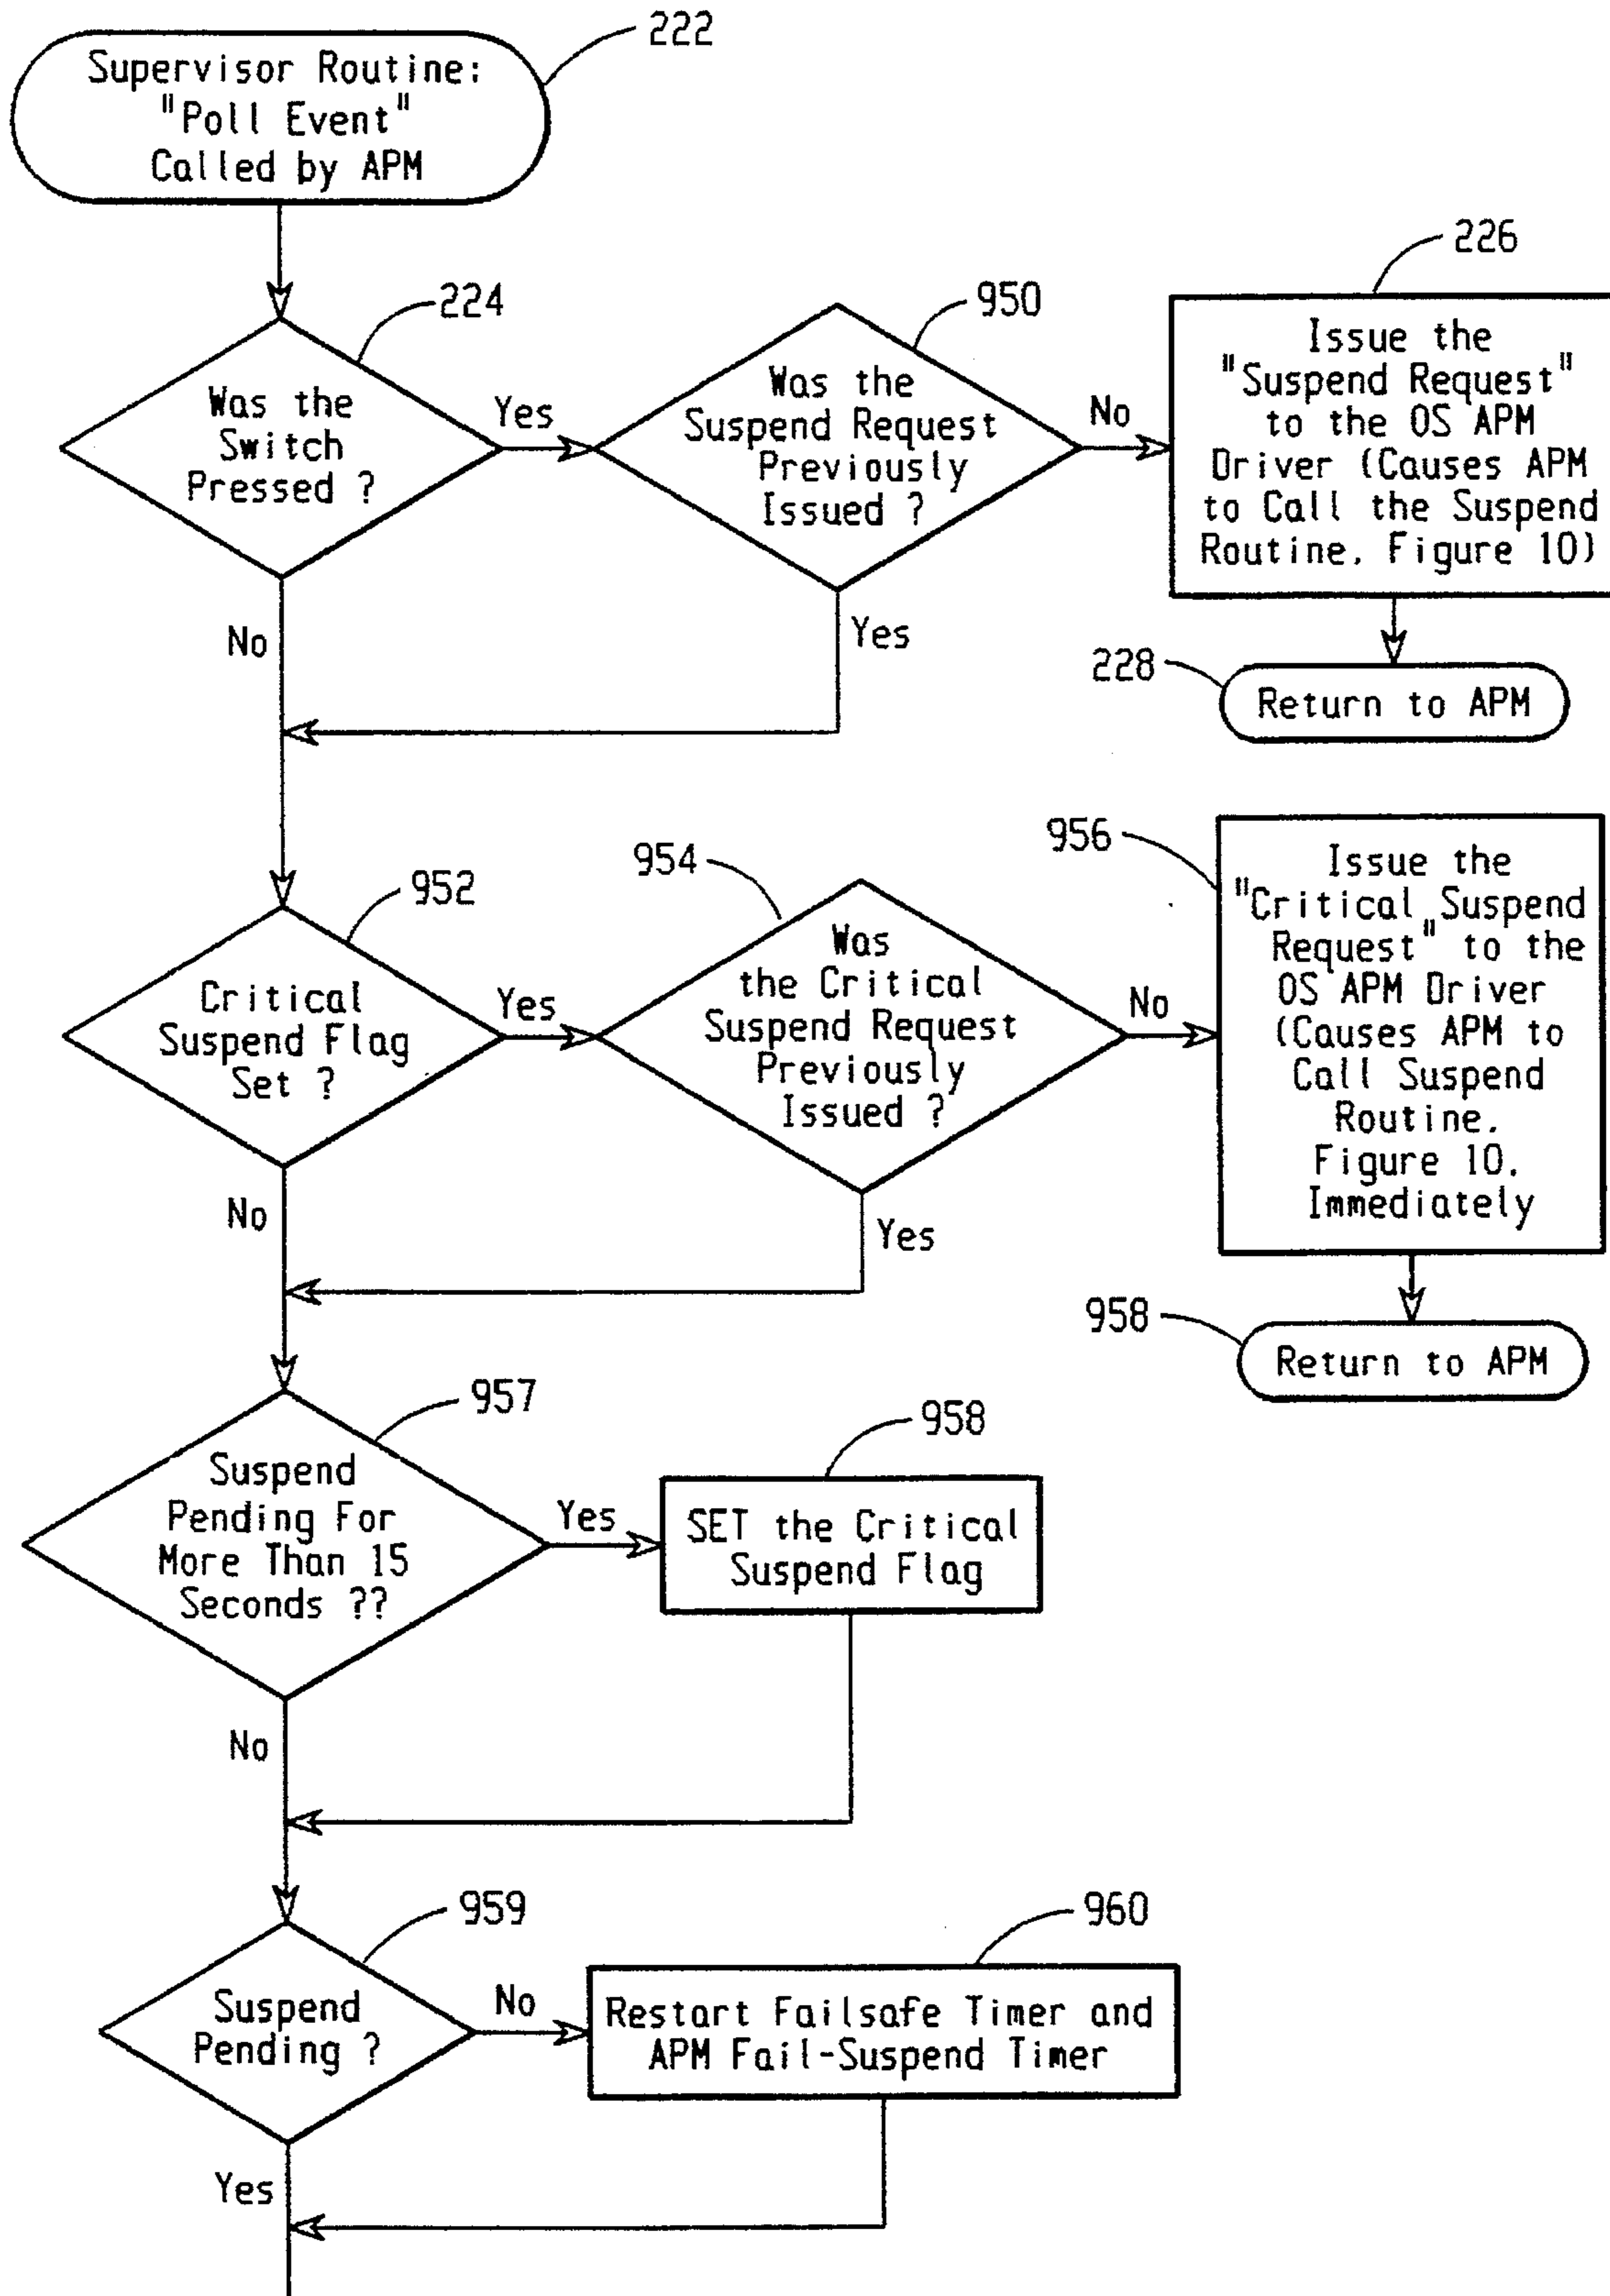 222
Supervisor Routine:
"Poll Event"
Called by APM
224
Was the
Switch
Pressed ?
Yes
No
950
Was the
Suspend Request
Previously
Issued ?
No
Yes
226
Issue the
"Suspend Request"
to the OS APM
Driver (Causes APM
to Call the Suspend
Routine, Figure 10)
228
Return to APM
952
Critical
Suspend Flag
Set ?
Yes
No
954
Was
the Critical
Suspend Request
Previously
Issued ?
No
Yes
956
Issue the
"Critical Suspend
Request" to the
OS APM Driver
(Causes APM to
Call Suspend
Routine,
Figure 10,
Immediately
958
Return to APM
957
Suspend
Pending For
More Than 15
Seconds ??
Yes
No
958
SET the Critical
Suspend Flag
959
Suspend
Pending ?
No
Yes
960
Restart Failsafe Timer and
APM Fail-Suspend Timer